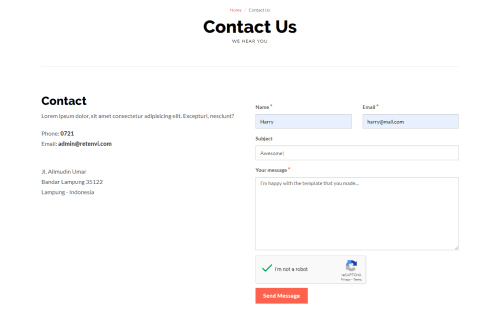 Home / Contact Us
Contact Us
WE HEAR YOU
Contact
Lorem ipsum dolor, sit amet consectetur adipisicing elit. Excepturi, nesciunt?
Phone: 0721
Email: admin@retenvi.com
Jl. Alimudin Umar
Bandar Lampung 35122
Lampung - Indonesia
Name *
Email *
Harry
harry@mail.com
Subject
Awesome!
Your message *
I'm happy with the template that you made...
I'm not a robot
reCAPTCHA
Privacy - Terms
Send Message